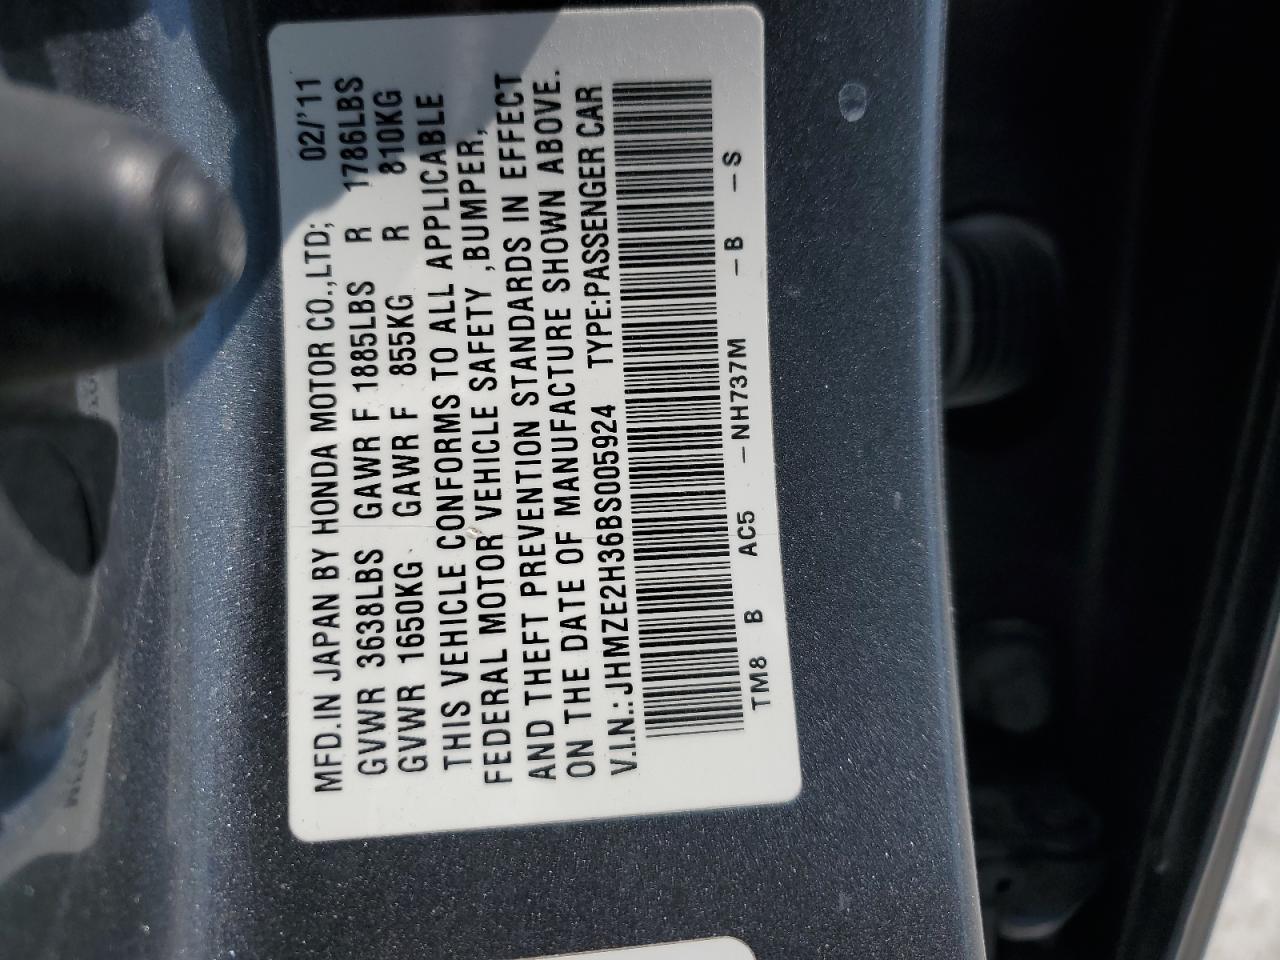 MFD.IN JAPAN BY HONDA MOTOR CO.,LTD; 02/'11
GVWR 3638LBS GAWR F 1885LBS R 1786LBS
GVWR 1650KG GAWR F 855KG R 810KG
THIS VEHICLE CONFORMS TO ALL APPLICABLE
FEDERAL MOTOR VEHICLE SAFETY ,BUMPER,
AND THEFT PREVENTION STANDARDS IN EFFECT
ON THE DATE OF MANUFACTURE SHOWN ABOVE.
V.I.N.: JHMZE2H36BS005924 TYPE:PASSENGER CAR
TM8 B AC5 -NH737M -B -S